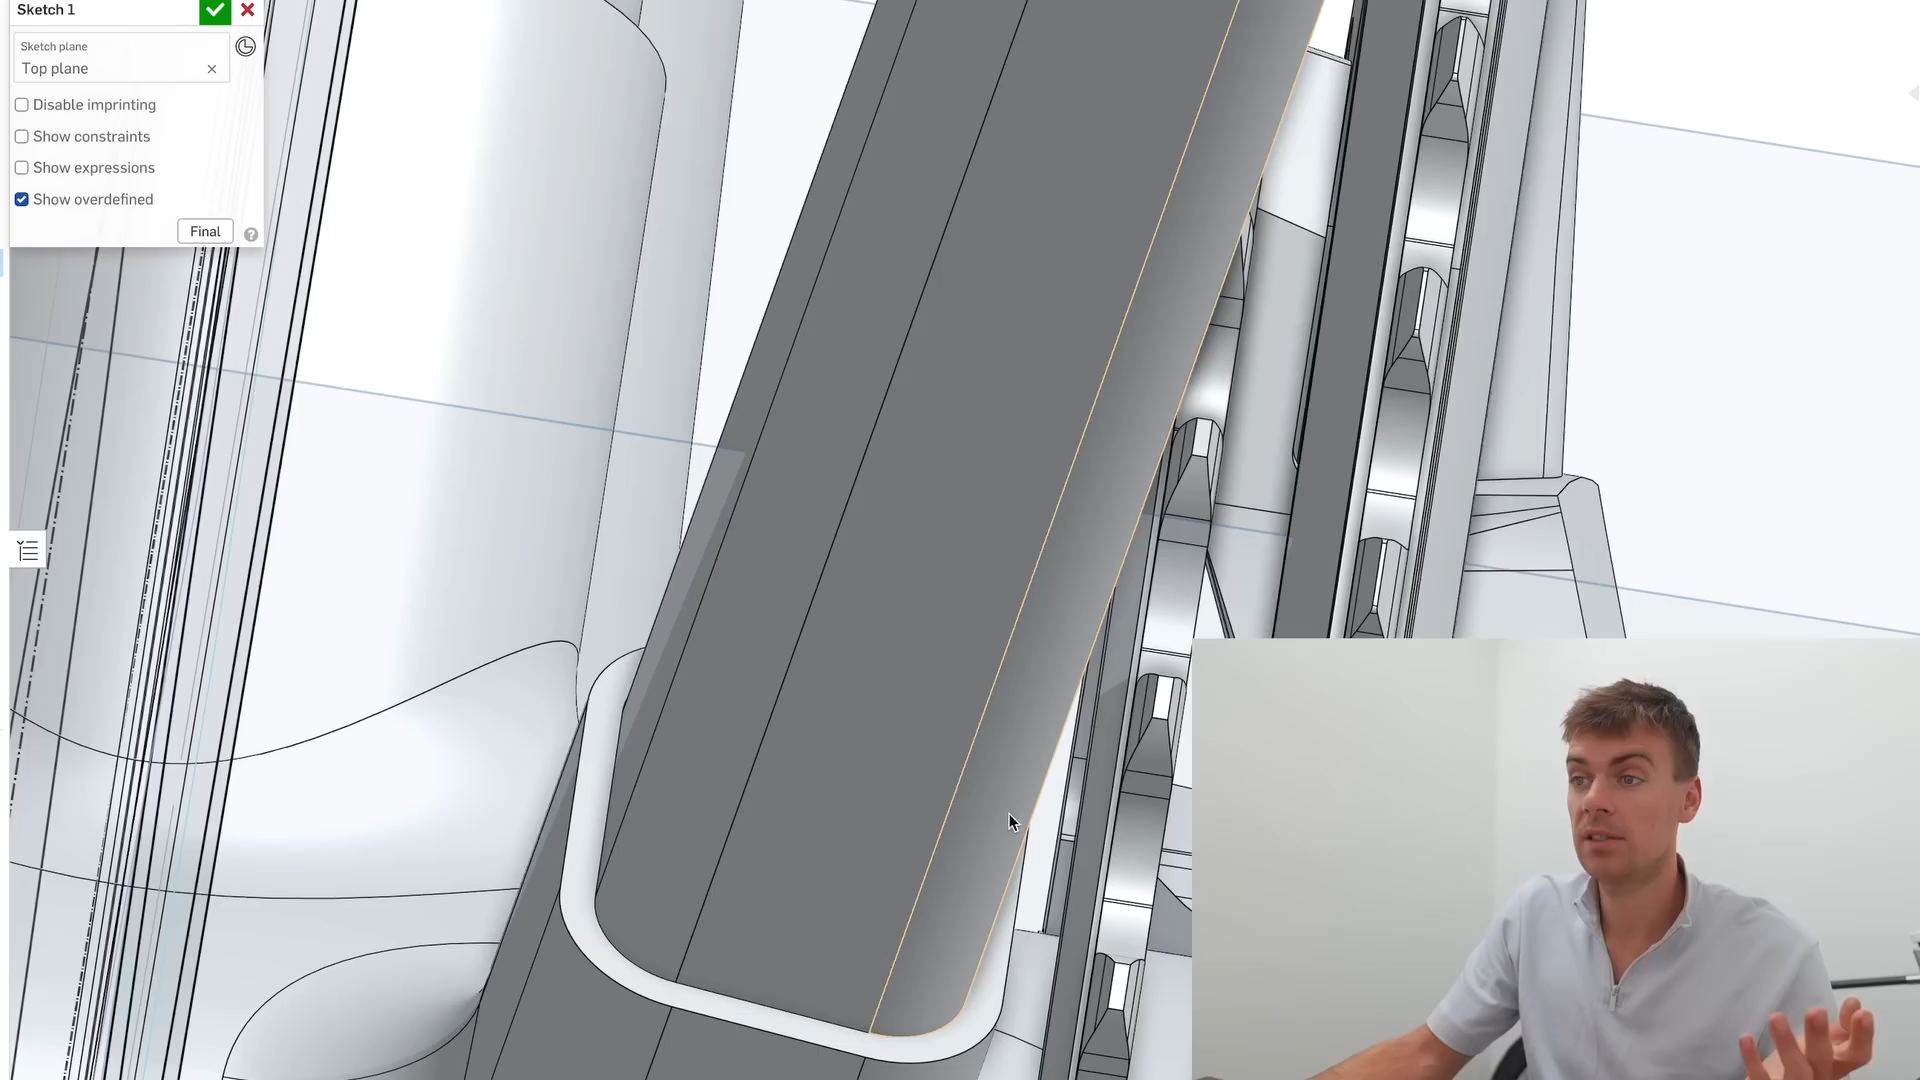 Sketch 1
Sketch plane
Top plane
Disable imprinting
Show constraints
Show expressions
Show overdefined
Final